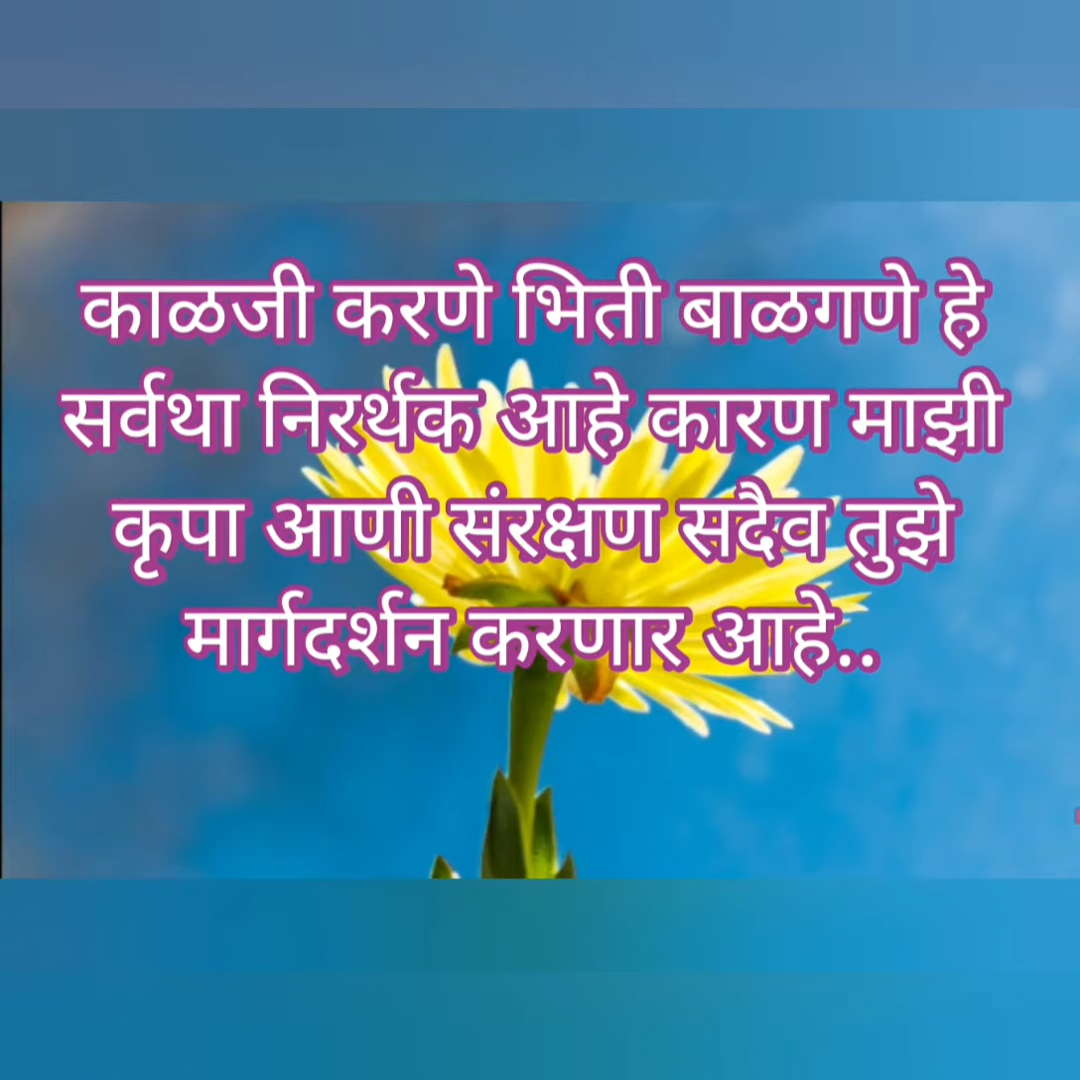 काळजी करणे भिती बाळगणे हे
सर्वथा निरर्थक आहे कारण माझी
कृपा आणी संरक्षण सदैव तुझे
मार्गदर्शन करणार आहे..